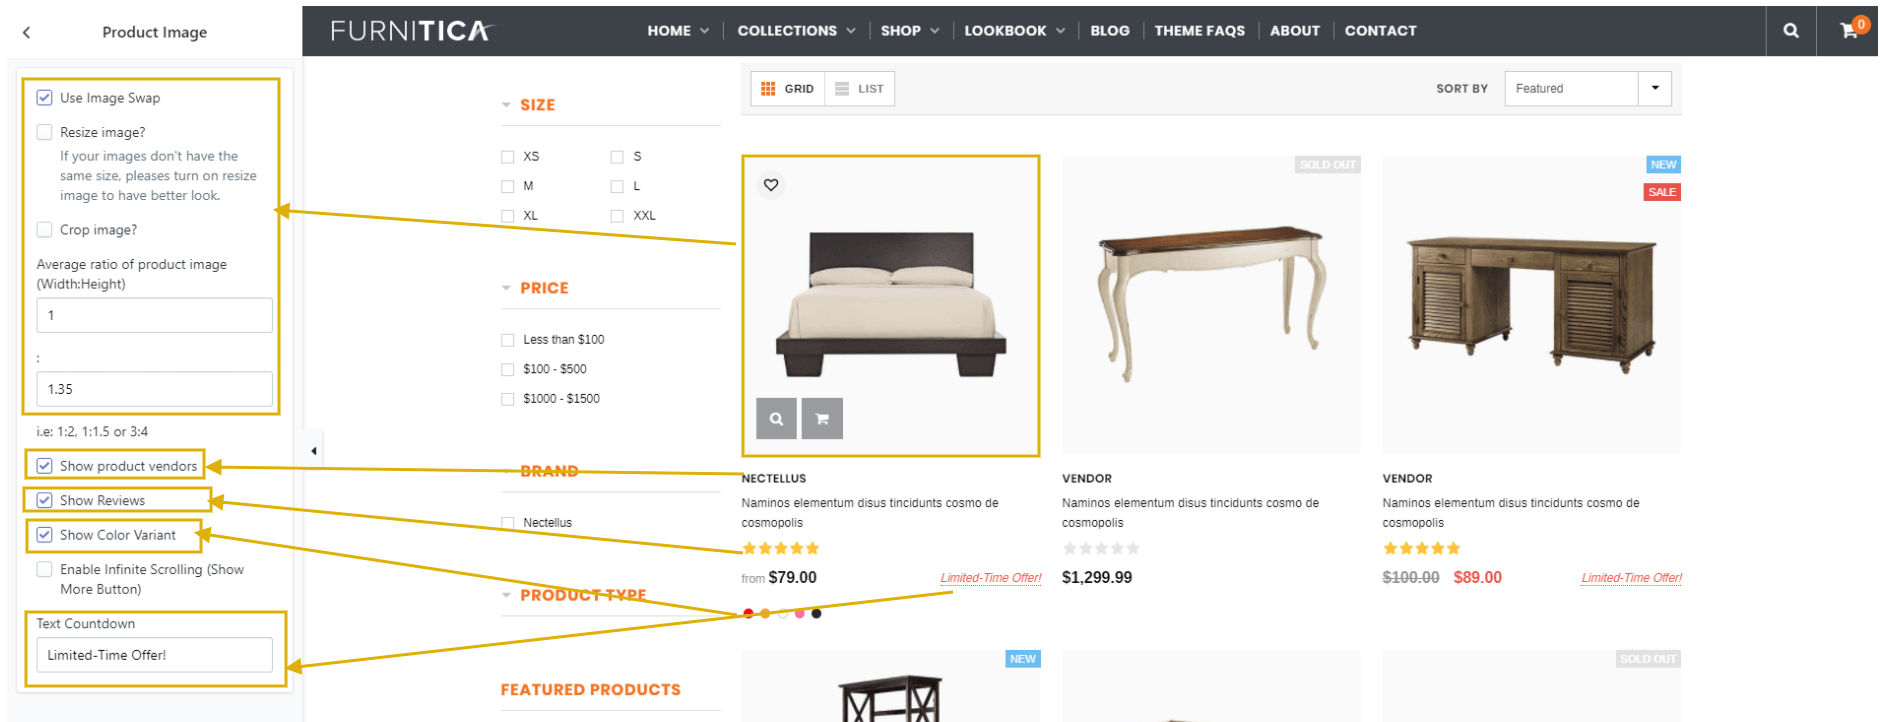 Product Image
Use Image Swap
Resize image?
If your images don't have the
same size, pleases turn on resize
image to have better look.
Crop image?
Average ratio of product image
(Width:Height)
1
:
1.35
i.e: 1:2, 1:1.5 or 3:4
Show product vendors
Show Reviews
Show Color Variant
Enable Infinite Scrolling (Show
More Button)
Text Countdown
Limited-Time Offer!
FURNITICA
HOME COLLECTIONS SHOP LOOKBOOK BLOG THEME FAQS ABOUT CONTACT
0
SIZE
XS S
M L
XL XXL
PRICE
Less than $100
$100 - $500
$1000 - $1500
BRAND
Nectellus
PRODUCT TYPE
FEATURED PRODUCTS
GRID LIST
SORT BY Featured
NECTELLUS
Naminos elementum disus tincidunts cosmo de
cosmopolis
from $79.00 Limited-Time Offer!
SOLD OUT
VENDOR
Naminos elementum disus tincidunts cosmo de
cosmopolis
$1,299.99
NEW
SALE
VENDOR
Naminos elementum disus tincidunts cosmo de
cosmopolis
$100.00 $89.00 Limited-Time Offer!
NEW
SOLD OUT